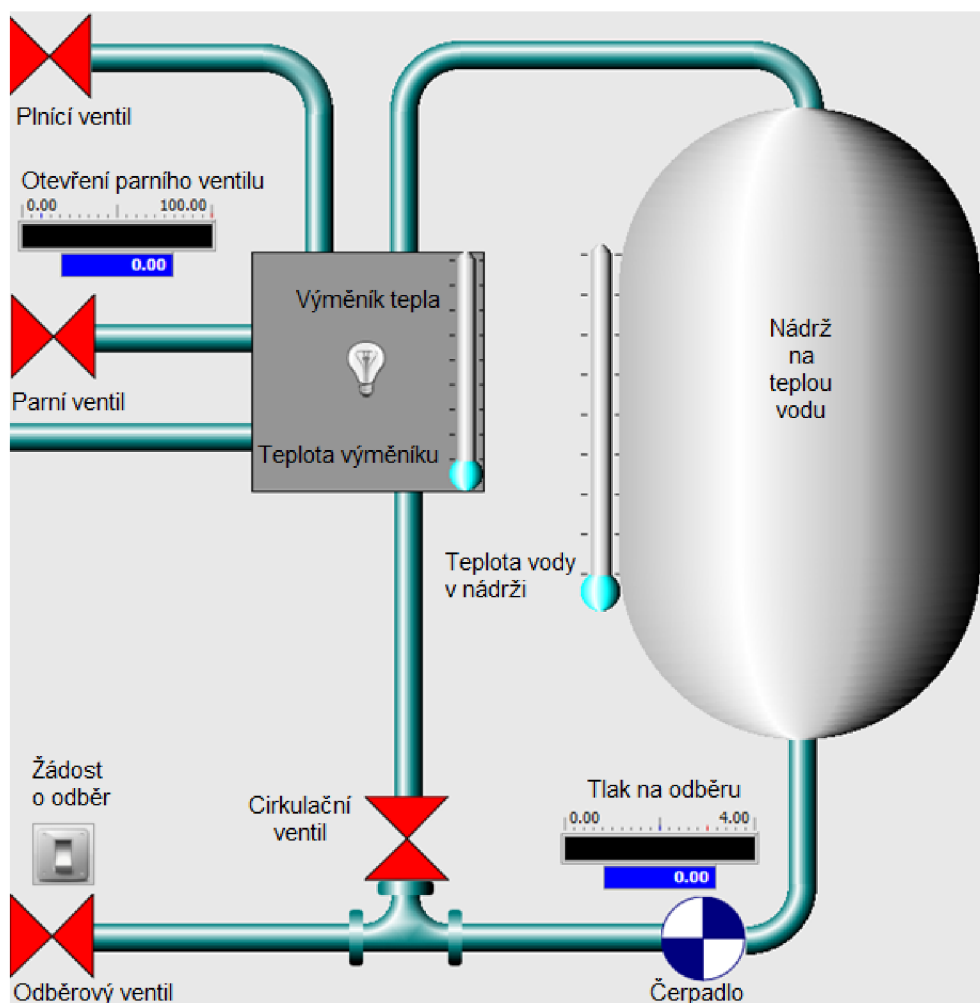 Plnící ventil
Otevření parního ventilu
0.00 100.00
0.00
Výměník tepla
Nádrž
na
teplou
vodu
Parní ventil
Teplota výměníku
Teplota vody
v nádrži
Žádost
o odběr
Cirkulační
ventil
Tlak na odběru
0.00 4.00
0.00
Odběrový ventil
Čerpadlo